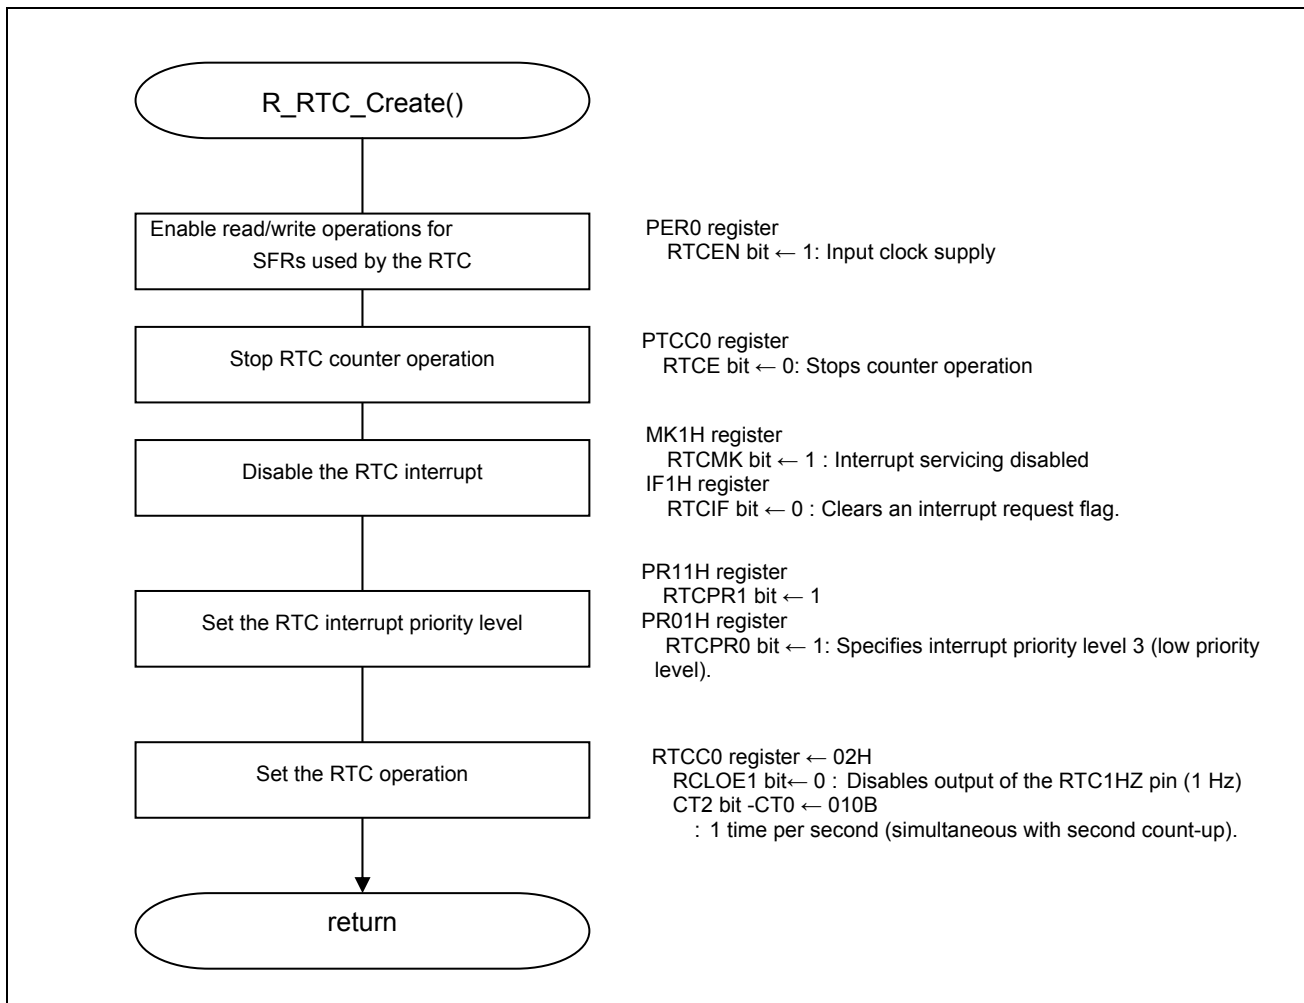 R_RTC_Create()
Enable read/write operations for
SFRs used by the RTC
PER0 register
RTCEN bit ← 1: Input clock supply
Stop RTC counter operation
PTCC0 register
RTCE bit ← 0: Stops counter operation
Disable the RTC interrupt
MK1H register
RTCMK bit ← 1 : Interrupt servicing disabled
IF1H register
RTCIF bit ← 0 : Clears an interrupt request flag.
Set the RTC interrupt priority level
PR11H register
RTCPR1 bit ← 1
PR01H register
RTCPR0 bit ← 1: Specifies interrupt priority level 3 (low priority
level).
Set the RTC operation
RTCC0 register ← 02H
RCLOE1 bit← 0 : Disables output of the RTC1HZ pin (1 Hz)
CT2 bit -CT0 ← 010B
: 1 time per second (simultaneous with second count-up).
return